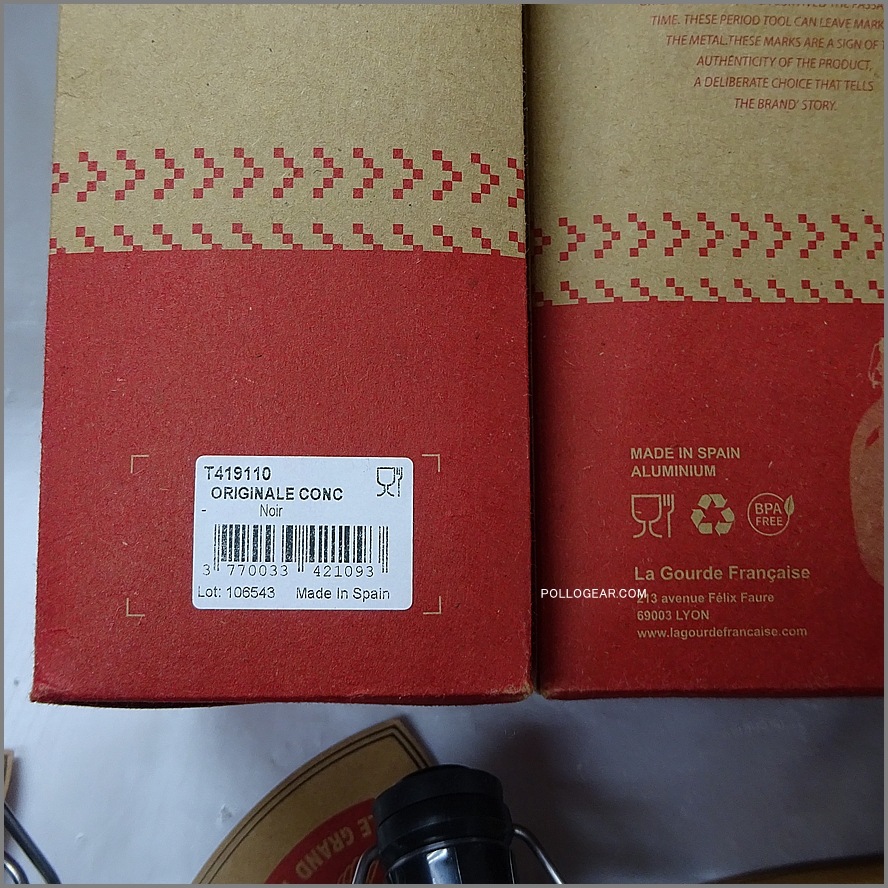 TIME. THESE PERIOD TOOL CAN LEAVE MARK
THE METAL.THESE MARKS ARE A SIGN OF
AUTHENTICITY OF THE PRODUCT,
A DELIBERATE CHOICE THAT TELLS
THE BRAND' STORY.
T419110
ORIGINALE CONC
- Noir
3 770033 421093
Lot: 106543 Made In Spain
MADE IN SPAIN
ALUMINIUM
BPA
FREE
La Gourde Française
POLLOGEAR.COM
213 avenue Félix Faure
69003 LYON
www.lagourdefrancaise.com
LE GRAND